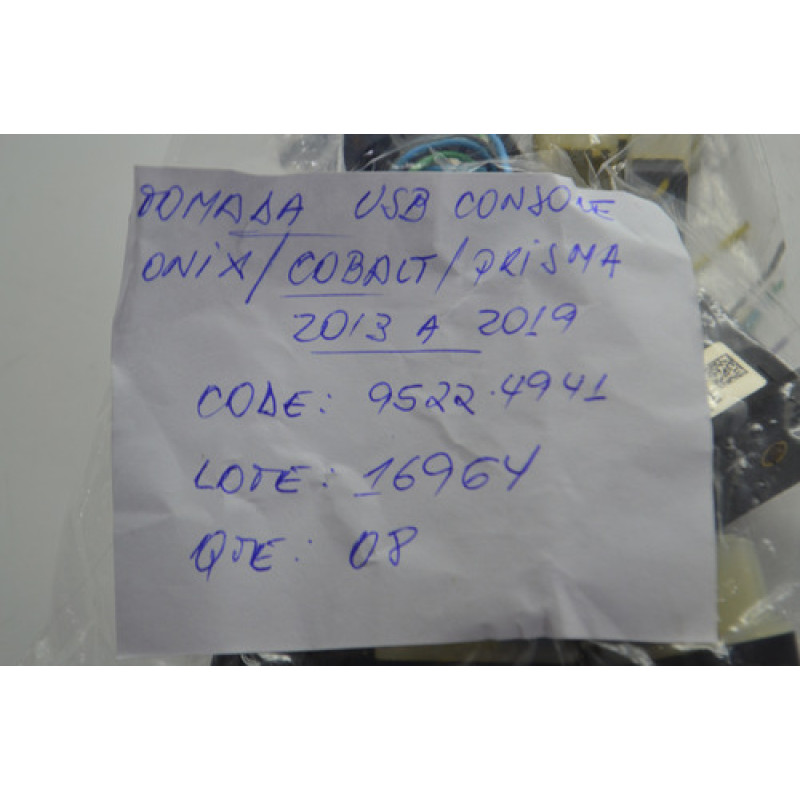 TOMADA USB CONSOLE
ONIX/COBALT/PRISMA
2013 A 2019
CODE: 9522.4941
LOTE: 16964
QTE: 08